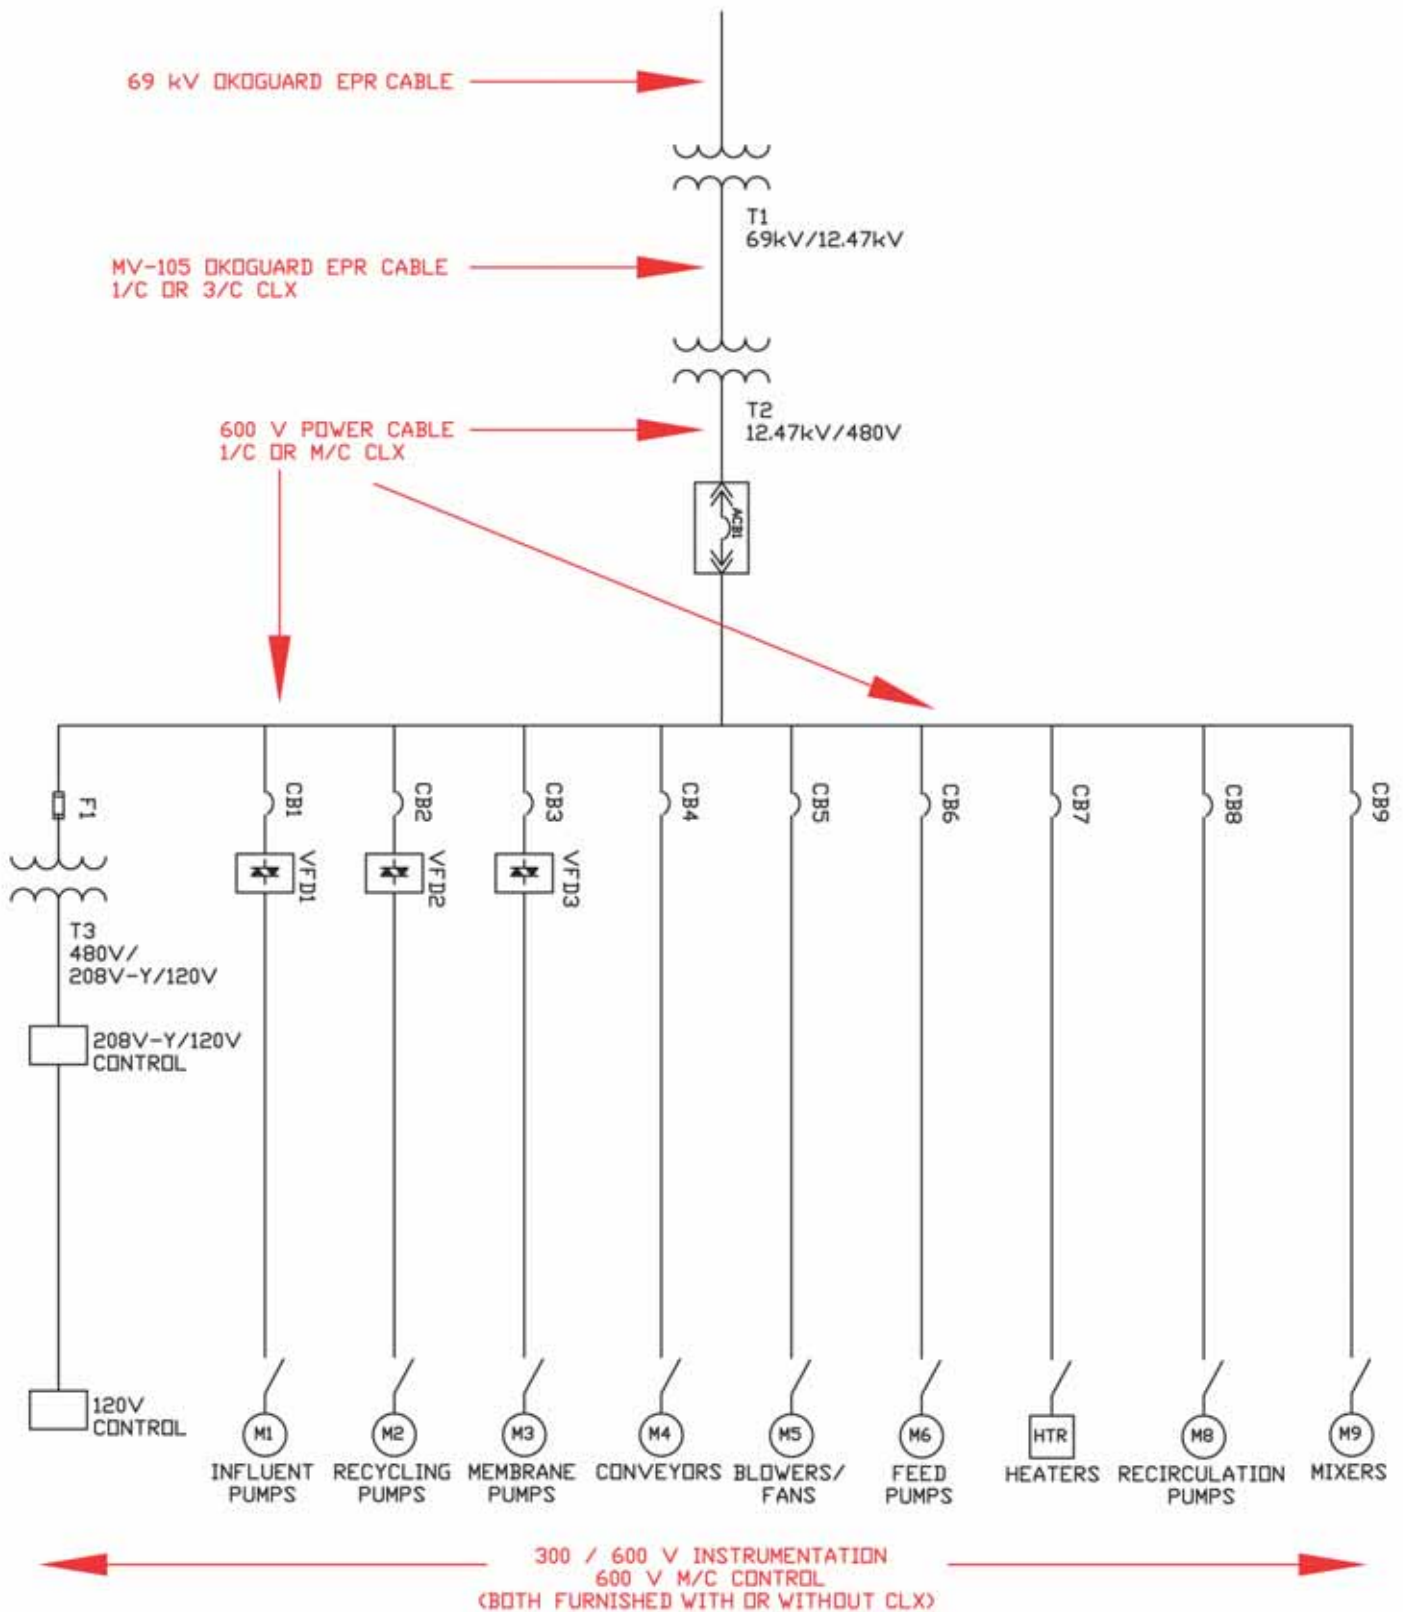 69 kV OKOGUARD EPR CABLE
T1
69kV/12.47kV
MV-105 OKOGUARD EPR CABLE
1/C OR 3/C CLX
T2
12.47kV/480V
600 V POWER CABLE
1/C OR M/C CLX
ACB1
F1
CB1
CB2
CB3
CB4
CB5
CB6
CB7
CB8
CB9
VFD1
VFD2
VFD3
T3
480V/
208V-Y/120V
208V-Y/120V
CONTROL
120V
CONTROL
M1
M2
M3
M4
M5
M6
HTR
M8
M9
INFLUENT
PUMPS
RECYCLING
PUMPS
MEMBRANE
PUMPS
CONVEYORS
BLOWERS/
FANS
FEED
PUMPS
HEATERS
RECIRCULATION
PUMPS
MIXERS
300 / 600 V INSTRUMENTATION
600 V M/C CONTROL
(BOTH FURNISHED WITH OR WITHOUT CLX)